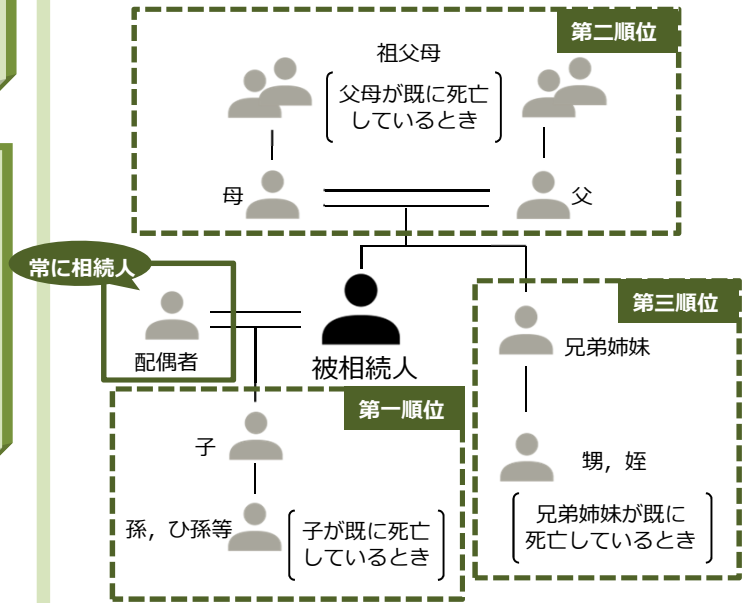 第二順位
祖父母
父母が既に死亡
しているとき
母
父
常に相続人
配偶者
被相続人
第三順位
兄弟姉妹
甥，姪
兄弟姉妹が既に
死亡しているとき
第一順位
子
孫，ひ孫等
子が既に死亡
しているとき